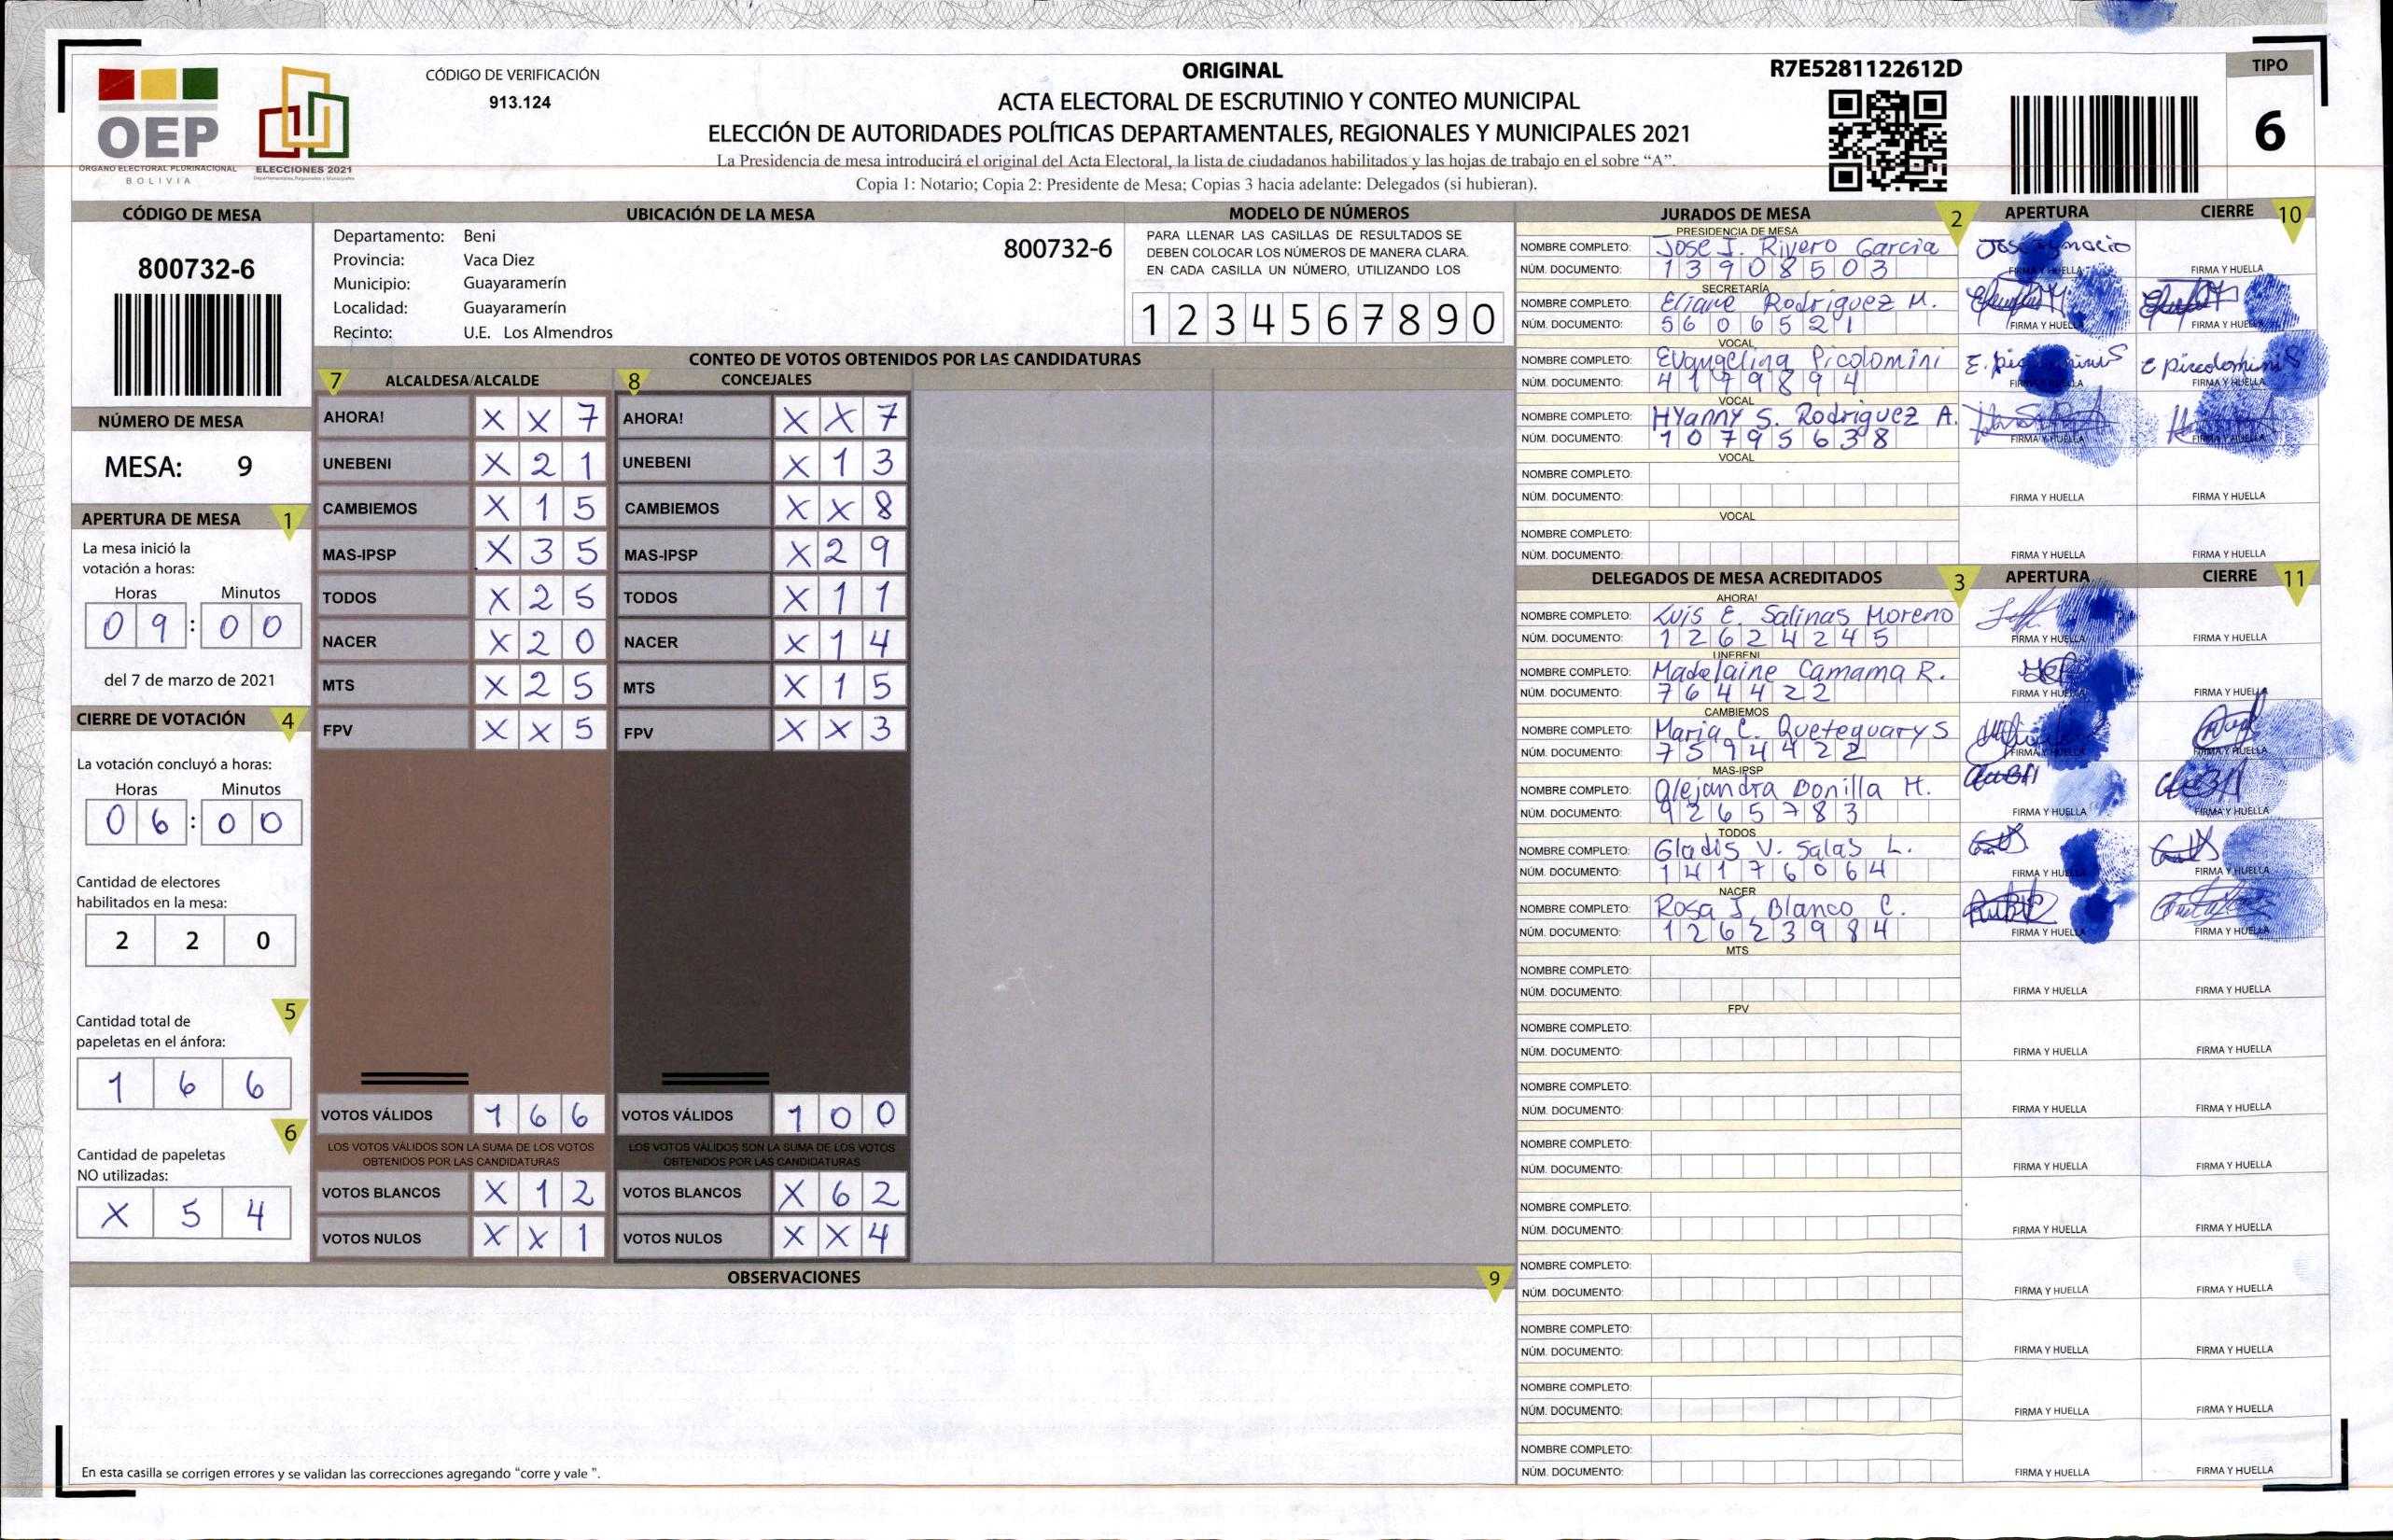 CÓDIGO DE VERIFICACIÓN
913.124
ORIGINAL
ACTA ELECTORAL DE ESCRUTINIO Y CONTEO MUNICIPAL
ELECCIÓN DE AUTORIDADES POLÍTICAS DEPARTAMENTALES, REGIONALES Y MUNICIPALES 2021
La Presidencia de mesa introducirá el original del Acta Electoral, la lista de ciudadanos habilitados y las hojas de trabajo en el sobre “A”.
Copia 1: Notario; Copia 2: Presidente de Mesa; Copias 3 hacia adelante: Delegados (si hubieran).
R7E5281122612D
TIPO
6
OEP
ÓRGANO ELECTORAL PLURINACIONAL
BOLIVIA
ELECCIONES 2021
CÓDIGO DE MESA
800732-6
NÚMERO DE MESA
MESA: 9
APERTURA DE MESA 1
La mesa inició la
votación a horas:
Horas Minutos
0 9 : 0 0
del 7 de marzo de 2021
CIERRE DE VOTACIÓN 4
La votación concluyó a horas:
Horas Minutos
0 6 : 0 0
Cantidad de electores
habilitados en la mesa:
2 2 0
5
Cantidad total de
papeletas en el ánfora:
1 6 6
6
Cantidad de papeletas
NO utilizadas:
X 5 4
UBICACIÓN DE LA MESA
Departamento: Beni
Provincia: Vaca Diez
Municipio: Guayaramerín
Localidad: Guayaramerín
Recinto: U.E. Los Almendros
800732-6
MODELO DE NÚMEROS
PARA LLENAR LAS CASILLAS DE RESULTADOS SE
DEBEN COLOCAR LOS NÚMEROS DE MANERA CLARA.
EN CADA CASILLA UN NÚMERO, UTILIZANDO LOS
1 2 3 4 5 6 7 8 9 0
CONTEO DE VOTOS OBTENIDOS POR LAS CANDIDATURAS
7 ALCALDESA/ALCALDE 8 CONCEJALES
AHORA! X X 7 AHORA! X X 7
UNEBENI X 2 1 UNEBENI X 1 3
CAMBIEMOS X 1 5 CAMBIEMOS X X 8
MAS-IPSP X 3 5 MAS-IPSP X 2 9
TODOS X 2 5 TODOS X 1 1
NACER X 2 0 NACER X 1 4
MTS X 2 5 MTS X 1 5
FPV X X 5 FPV X X 3
VOTOS VÁLIDOS 1 6 6 VOTOS VÁLIDOS 1 0 0
LOS VOTOS VÁLIDOS SON LA SUMA DE LOS VOTOS LOS VOTOS VÁLIDOS SON LA SUMA DE LOS VOTOS
OBTENIDOS POR LAS CANDIDATURAS OBTENIDOS POR LAS CANDIDATURAS
VOTOS BLANCOS X 1 2 VOTOS BLANCOS X 6 2
VOTOS NULOS X X 1 VOTOS NULOS X X 4
OBSERVACIONES 9
En esta casilla se corrigen errores y se validan las correcciones agregando “corre y vale ”.
JURADOS DE MESA 2 APERTURA CIERRE 10
PRESIDENCIA DE MESA
NOMBRE COMPLETO: Jose I. Rivero Garcia
NÚM. DOCUMENTO: 13908503 FIRMA Y HUELLA FIRMA Y HUELLA
SECRETARÍA
NOMBRE COMPLETO: Eliane Rodriguez M.
NÚM. DOCUMENTO: 5606521 FIRMA Y HUELLA FIRMA Y HUELLA
VOCAL
NOMBRE COMPLETO: Evangelina Picolomini
NÚM. DOCUMENTO: 4179894 FIRMA Y HUELLA FIRMA Y HUELLA
VOCAL
NOMBRE COMPLETO: HYanny S. Rodriguez A.
NÚM. DOCUMENTO: 10795638 FIRMA Y HUELLA FIRMA Y HUELLA
VOCAL
NOMBRE COMPLETO:
NÚM. DOCUMENTO: FIRMA Y HUELLA FIRMA Y HUELLA
VOCAL
NOMBRE COMPLETO:
NÚM. DOCUMENTO: FIRMA Y HUELLA FIRMA Y HUELLA
DELEGADOS DE MESA ACREDITADOS 3 APERTURA CIERRE 11
AHORA!
NOMBRE COMPLETO: Luis E. Salinas Moreno
NÚM. DOCUMENTO: 12624245 FIRMA Y HUELLA FIRMA Y HUELLA
UNEBENI
NOMBRE COMPLETO: Madelaine Camama R.
NÚM. DOCUMENTO: 764422 FIRMA Y HUELLA FIRMA Y HUELLA
CAMBIEMOS
NOMBRE COMPLETO: Maria C. Queteguary S
NÚM. DOCUMENTO: 7594422 FIRMA Y HUELLA FIRMA Y HUELLA
MAS-IPSP
NOMBRE COMPLETO: Alejandra Bonilla H.
NÚM. DOCUMENTO: 9265783 FIRMA Y HUELLA FIRMA Y HUELLA
TODOS
NOMBRE COMPLETO: Gladis V. Salas L.
NÚM. DOCUMENTO: 14176064 FIRMA Y HUELLA FIRMA Y HUELLA
NACER
NOMBRE COMPLETO: Rosa J. Blanco C.
NÚM. DOCUMENTO: 12623984 FIRMA Y HUELLA FIRMA Y HUELLA
MTS
NOMBRE COMPLETO:
NÚM. DOCUMENTO: FIRMA Y HUELLA FIRMA Y HUELLA
FPV
NOMBRE COMPLETO:
NÚM. DOCUMENTO: FIRMA Y HUELLA FIRMA Y HUELLA
NOMBRE COMPLETO:
NÚM. DOCUMENTO: FIRMA Y HUELLA FIRMA Y HUELLA
NOMBRE COMPLETO:
NÚM. DOCUMENTO: FIRMA Y HUELLA FIRMA Y HUELLA
NOMBRE COMPLETO:
NÚM. DOCUMENTO: FIRMA Y HUELLA FIRMA Y HUELLA
NOMBRE COMPLETO:
NÚM. DOCUMENTO: FIRMA Y HUELLA FIRMA Y HUELLA
NOMBRE COMPLETO:
NÚM. DOCUMENTO: FIRMA Y HUELLA FIRMA Y HUELLA
NOMBRE COMPLETO:
NÚM. DOCUMENTO: FIRMA Y HUELLA FIRMA Y HUELLA
NOMBRE COMPLETO:
NÚM. DOCUMENTO: FIRMA Y HUELLA FIRMA Y HUELLA